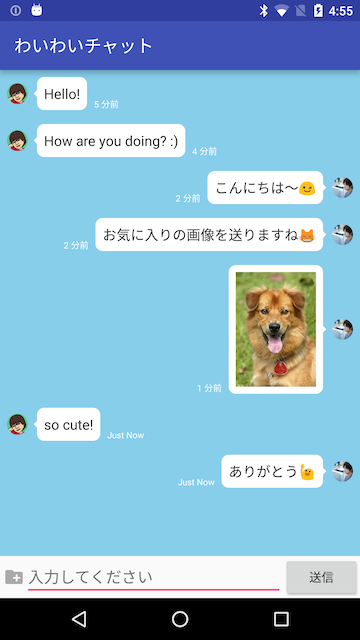 4:55
わいわいチャット
Hello!
5 分前
How are you doing? :)
4 分前
こんにちは〜😉
2 分前
お気に入りの画像を送りますね😸
2 分前
1 分前
so cute!
Just Now
ありがとう🙋
Just Now
入力してください
送信